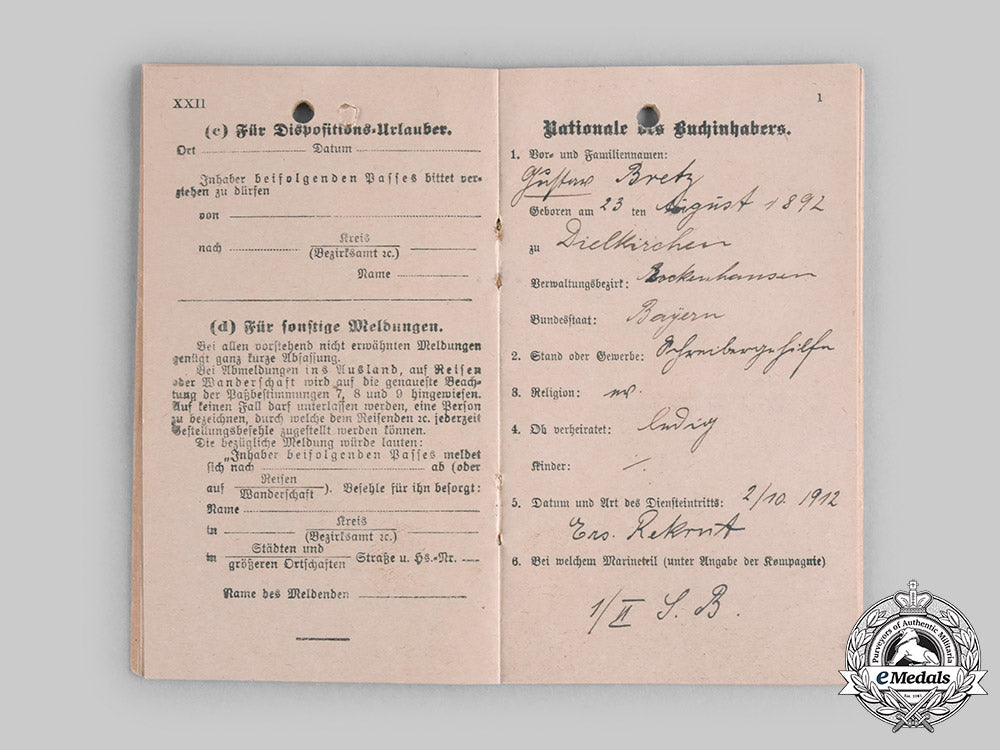 XXII
(c) Für Dispositions-Urlauber.
Ort Datum
Inhaber beifolgenden Passes bittet ver-
ziehen zu dürfen
von
nach Kreis
(Bezirksamt ꝛc.)
Name
(d) Für sonstige Meldungen.
Bei allen vorstehend nicht erwähnten Meldungen
genügt ganz kurze Abfassung.
Bei Abmeldungen ins Ausland, auf Reisen
oder Wanderschaft wird auf die genaueste Beach-
tung der Paßbestimmungen 7, 8 und 9 hingewiesen.
Auf keinen Fall darf unterlassen werden, eine Person
zu bezeichnen, durch welche dem Reisenden ꝛc. jederzeit
Gestellungsbefehle zugestellt werden können.
Die bezügliche Meldung würde lauten:
„Inhaber beifolgenden Passes meldet
sich nach ab (oder
auf Reisen
Wanderschaft). Befehle für ihn besorgt:
Name
in Kreis
(Bezirksamt ꝛc.)
in Städten und
größeren Ortschaften Straße u. Hs.-Nr.
Name des Meldenden
1
Nationale des Buchinhabers.
1. Vor- und Familiennamen:
Gustav Bretz
Geboren am 23 ten August 1892
zu Dielkirchen
Verwaltungsbezirk: Rockenhausen
Bundesstaat: Bayern
2. Stand oder Gewerbe: Schreibergehilfe
3. Religion: ev.
4. Ob verheiratet: ledig
Kinder: ./.
5. Datum und Art des Diensteintritts: 2/10. 1912
Ers. Rekrut
6. Bei welchem Marineteil (unter Angabe der Kompagnie)
1/II S. B.
Purveyors of Authentic Militaria
eMedals